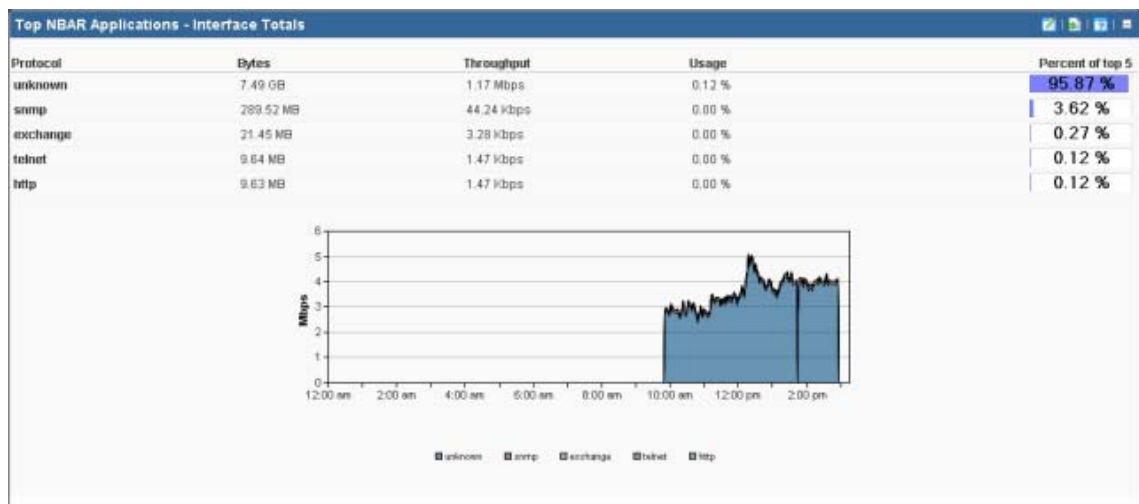 Top NBAR Applications - Interface Totals
Protocol Bytes Throughput Usage Percent of top 5
unknown 7.49 GB 1.17 Mbps 0.12 % 95.87 %
snmp 289.52 MB 44.24 Kbps 0.00 % 3.62 %
exchange 21.45 MB 3.28 Kbps 0.00 % 0.27 %
telnet 9.64 MB 1.47 Kbps 0.00 % 0.12 %
http 9.63 MB 1.47 Kbps 0.00 % 0.12 %
6
5
4
3
2
1
0
Mbps
12:00 am 2:00 am 4:00 am 6:00 am 8:00 am 10:00 am 12:00 pm 2:00 pm
unknown snmp exchange telnet http